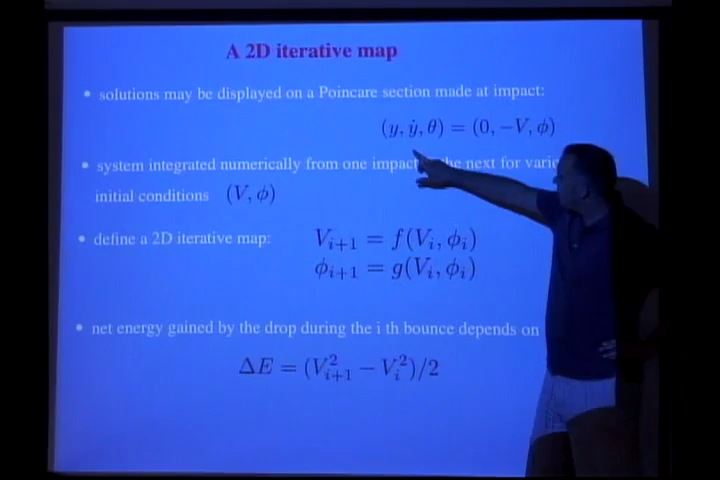 A 2D iterative map
• solutions may be displayed on a Poincare section made at impact:
(y, ẏ, θ) = (0, −V, ϕ)
• system integrated numerically from one impact the next for
initial conditions (V, ϕ)
• define a 2D iterative map: V_{i+1} = f(V_i, ϕ_i)
ϕ_{i+1} = g(V_i, ϕ_i)
• net energy gained by the drop during the i th bounce depends on
ΔE = (V_{i+1}^2 − V_i^2)/2